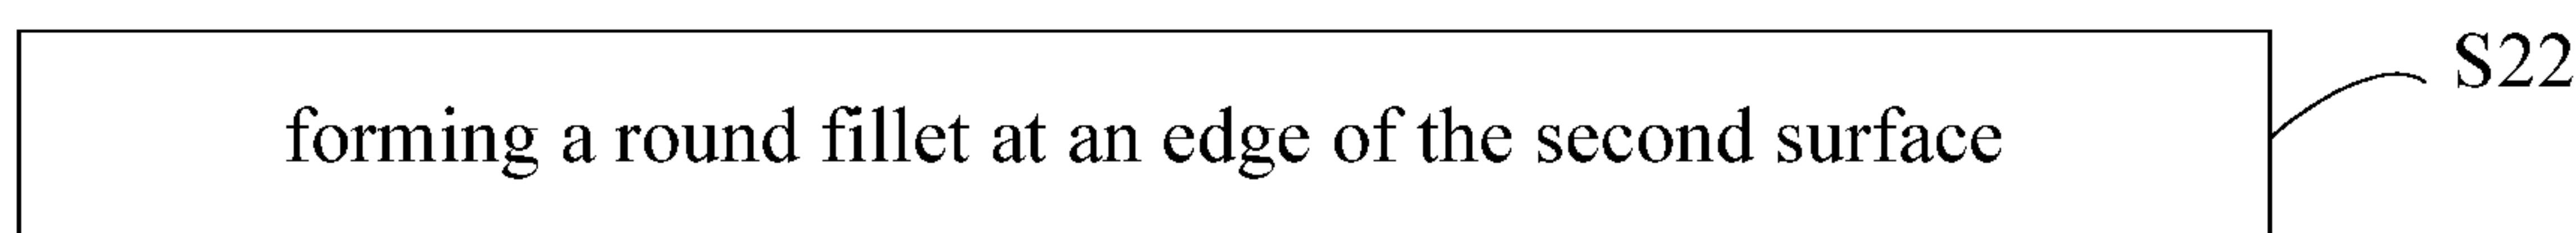 S22
forming a round fillet at an edge of the second surface